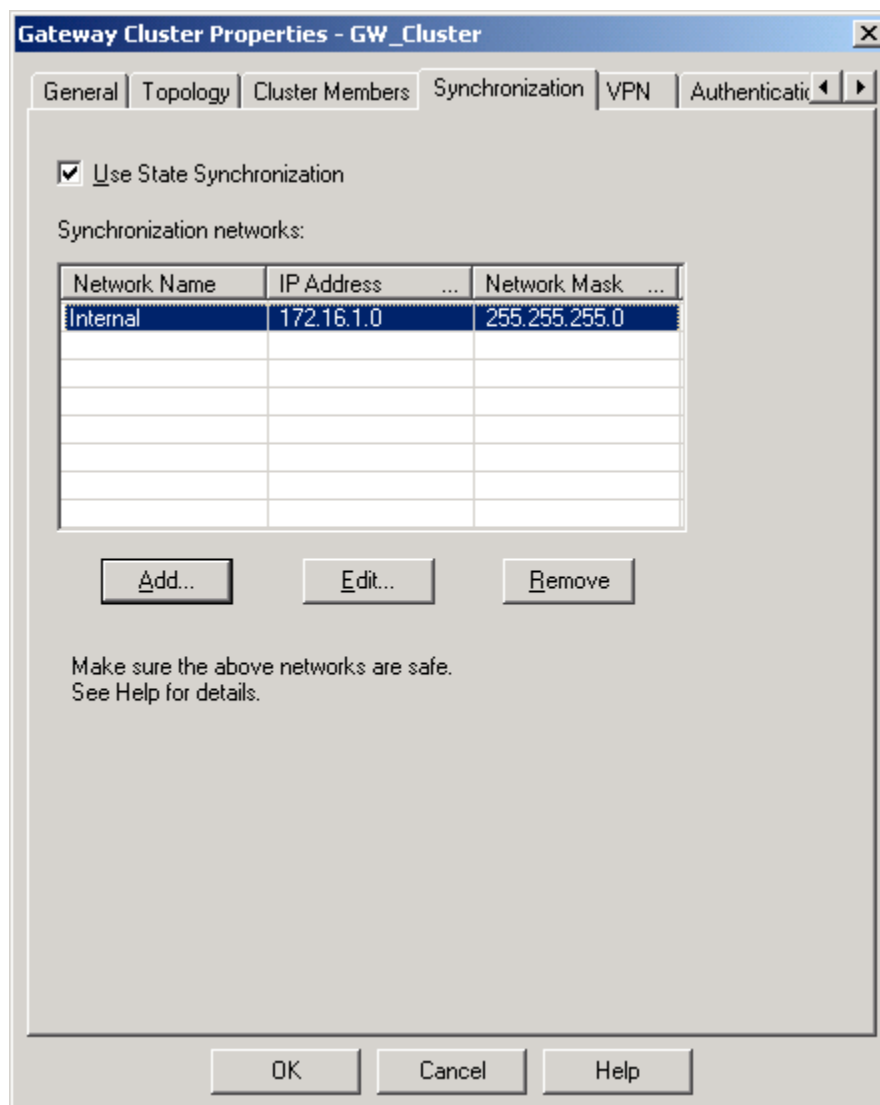 Gateway Cluster Properties - GW_Cluster
General Topology Cluster Members Synchronization VPN
Use State Synchronization
Synchronization networks:
Network Name IP Address ... Network Mask ...
Internal 172.16.1.0 255.255.255.0
Add... Edit... Remove
Make sure the above networks are safe.
See Help for details.
OK Cancel Help